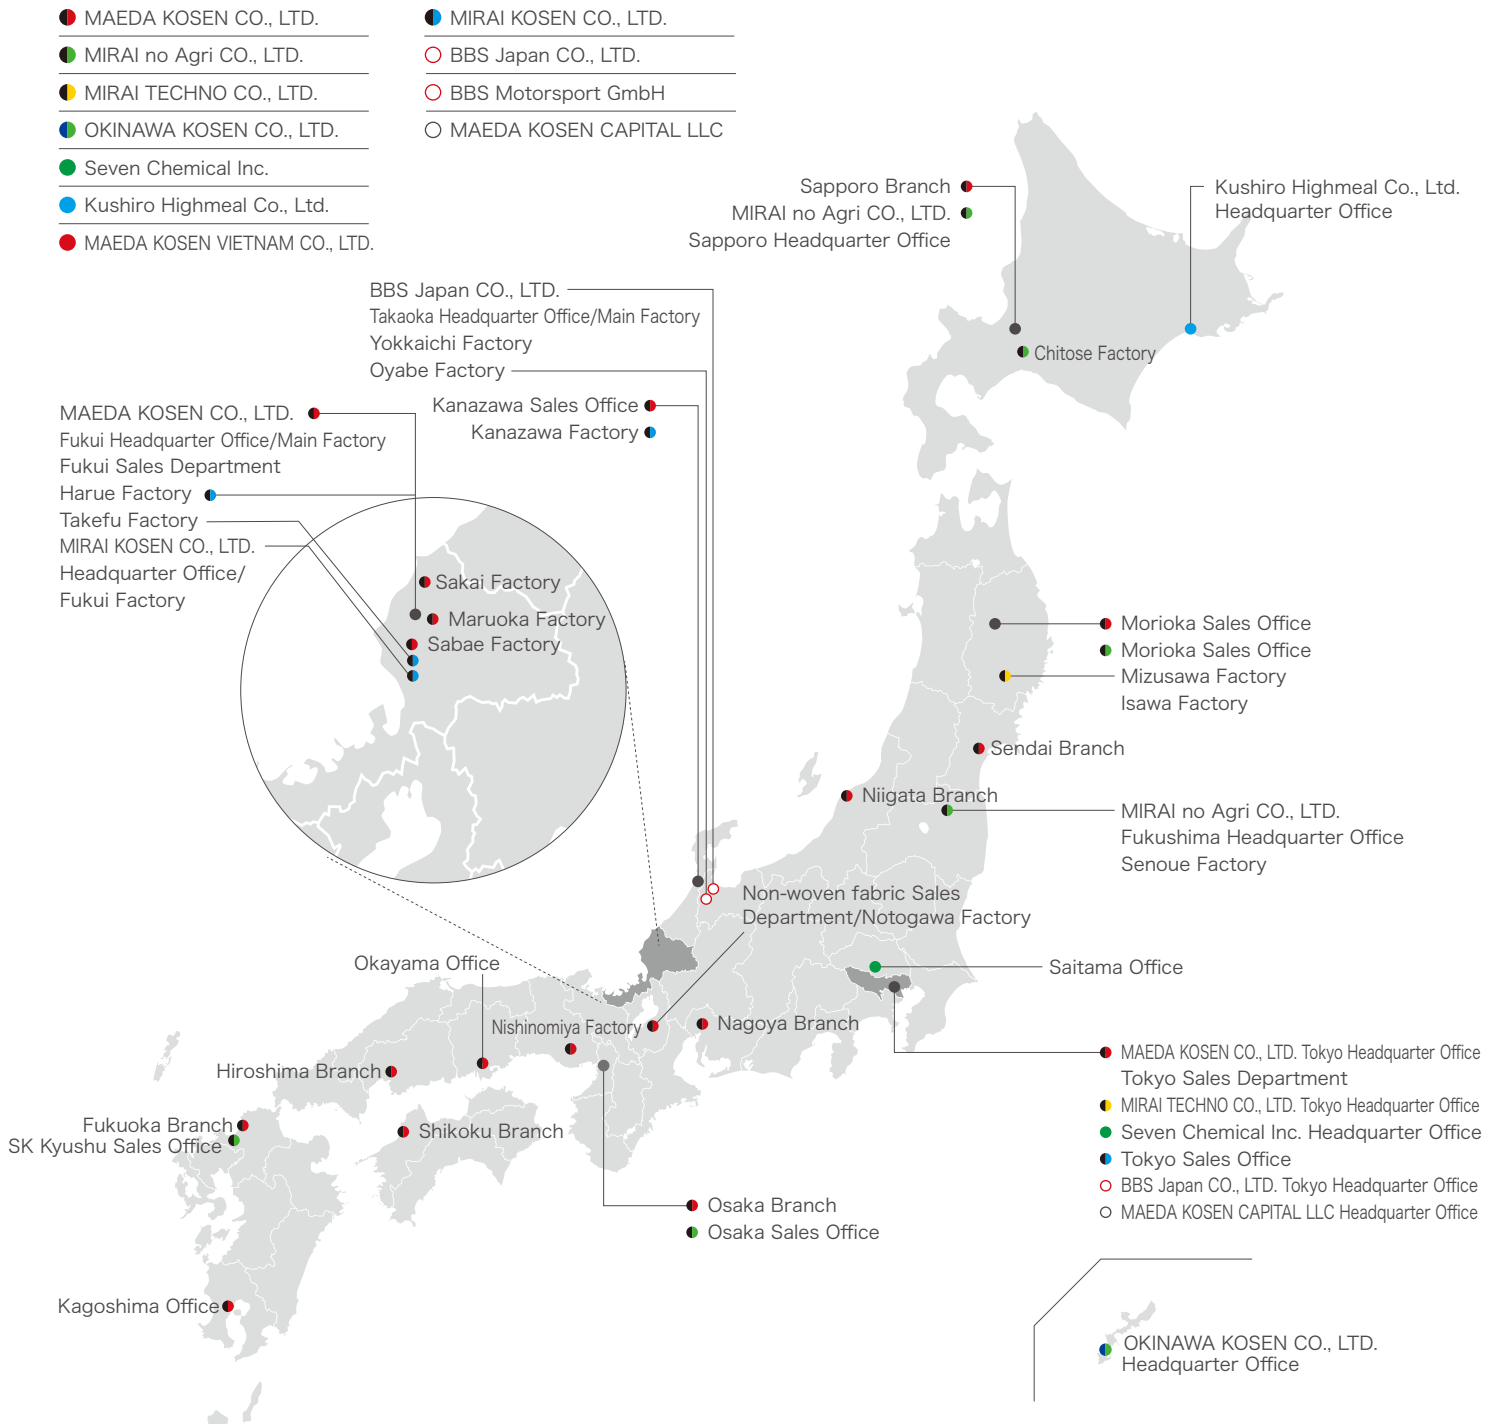 MAEDA KOSEN CO., LTD.
MIRAI no Agri CO., LTD.
MIRAI TECHNO CO., LTD.
OKINAWA KOSEN CO., LTD.
Seven Chemical Inc.
Kushiro Highmeal Co., Ltd.
MAEDA KOSEN VIETNAM CO., LTD.
MIRAI KOSEN CO., LTD.
BBS Japan CO., LTD.
BBS Motorsport GmbH
MAEDA KOSEN CAPITAL LLC
Sapporo Branch
MIRAI no Agri CO., LTD.
Sapporo Headquarter Office
Kushiro Highmeal Co., Ltd.
Headquarter Office
Chitose Factory
BBS Japan CO., LTD.
Takaoka Headquarter Office/Main Factory
Yokkaichi Factory
Oyabe Factory
Kanazawa Sales Office
Kanazawa Factory
MAEDA KOSEN CO., LTD.
Fukui Headquarter Office/Main Factory
Fukui Sales Department
Harue Factory
Takefu Factory
MIRAI KOSEN CO., LTD.
Headquarter Office/
Fukui Factory
Sakai Factory
Maruoka Factory
Sabae Factory
Morioka Sales Office
Morioka Sales Office
Mizusawa Factory
Isawa Factory
Sendai Branch
Niigata Branch
MIRAI no Agri CO., LTD.
Fukushima Headquarter Office
Senoue Factory
Non-woven fabric Sales
Department/Notogawa Factory
Okayama Office
Saitama Office
Nishinomiya Factory
Nagoya Branch
Hiroshima Branch
Fukuoka Branch
SK Kyushu Sales Office
Shikoku Branch
MAEDA KOSEN CO., LTD. Tokyo Headquarter Office
Tokyo Sales Department
MIRAI TECHNO CO., LTD. Tokyo Headquarter Office
Seven Chemical Inc. Headquarter Office
Tokyo Sales Office
BBS Japan CO., LTD. Tokyo Headquarter Office
MAEDA KOSEN CAPITAL LLC Headquarter Office
Osaka Branch
Osaka Sales Office
Kagoshima Office
OKINAWA KOSEN CO., LTD.
Headquarter Office